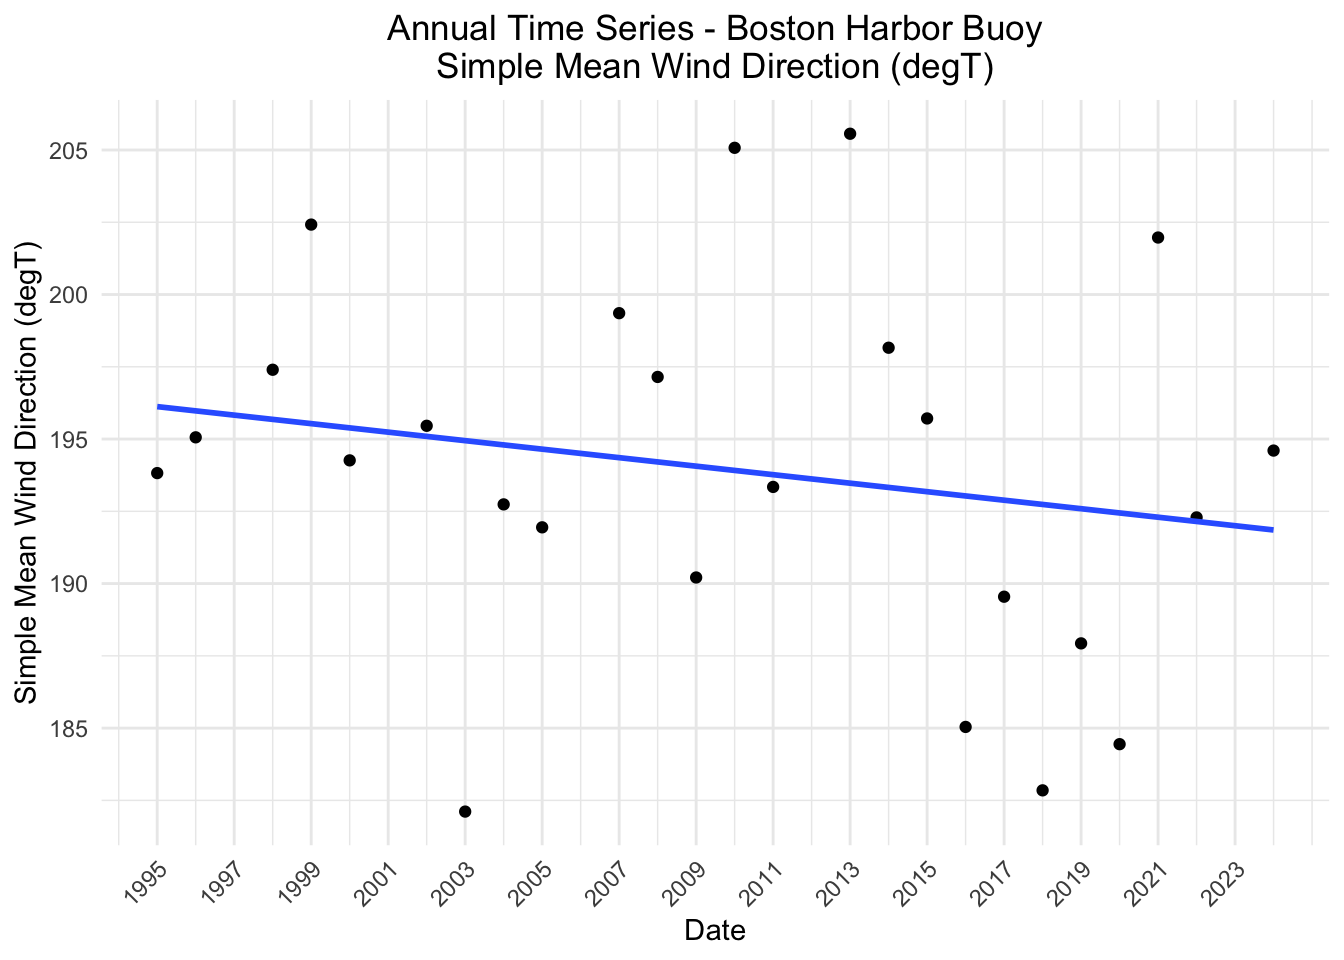 Annual Time Series - Boston Harbor Buoy
Simple Mean Wind Direction (degT)
Simple Mean Wind Direction (degT)
205
200
195
190
185
1995 1997 1999 2001 2003 2005 2007 2009 2011 2013 2015 2017 2019 2021 2023
Date